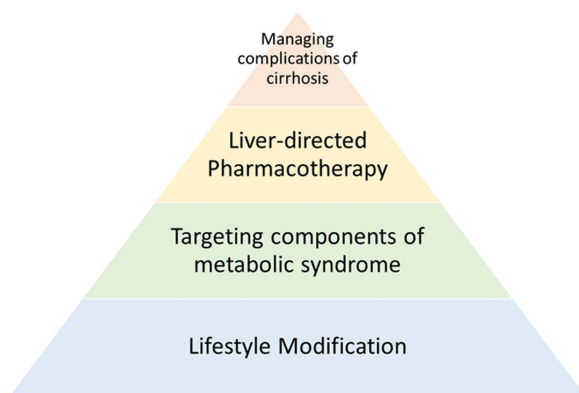 Managing
complications of
cirrhosis
Liver-directed
Pharmacotherapy
Targeting components of
metabolic syndrome
Lifestyle Modification